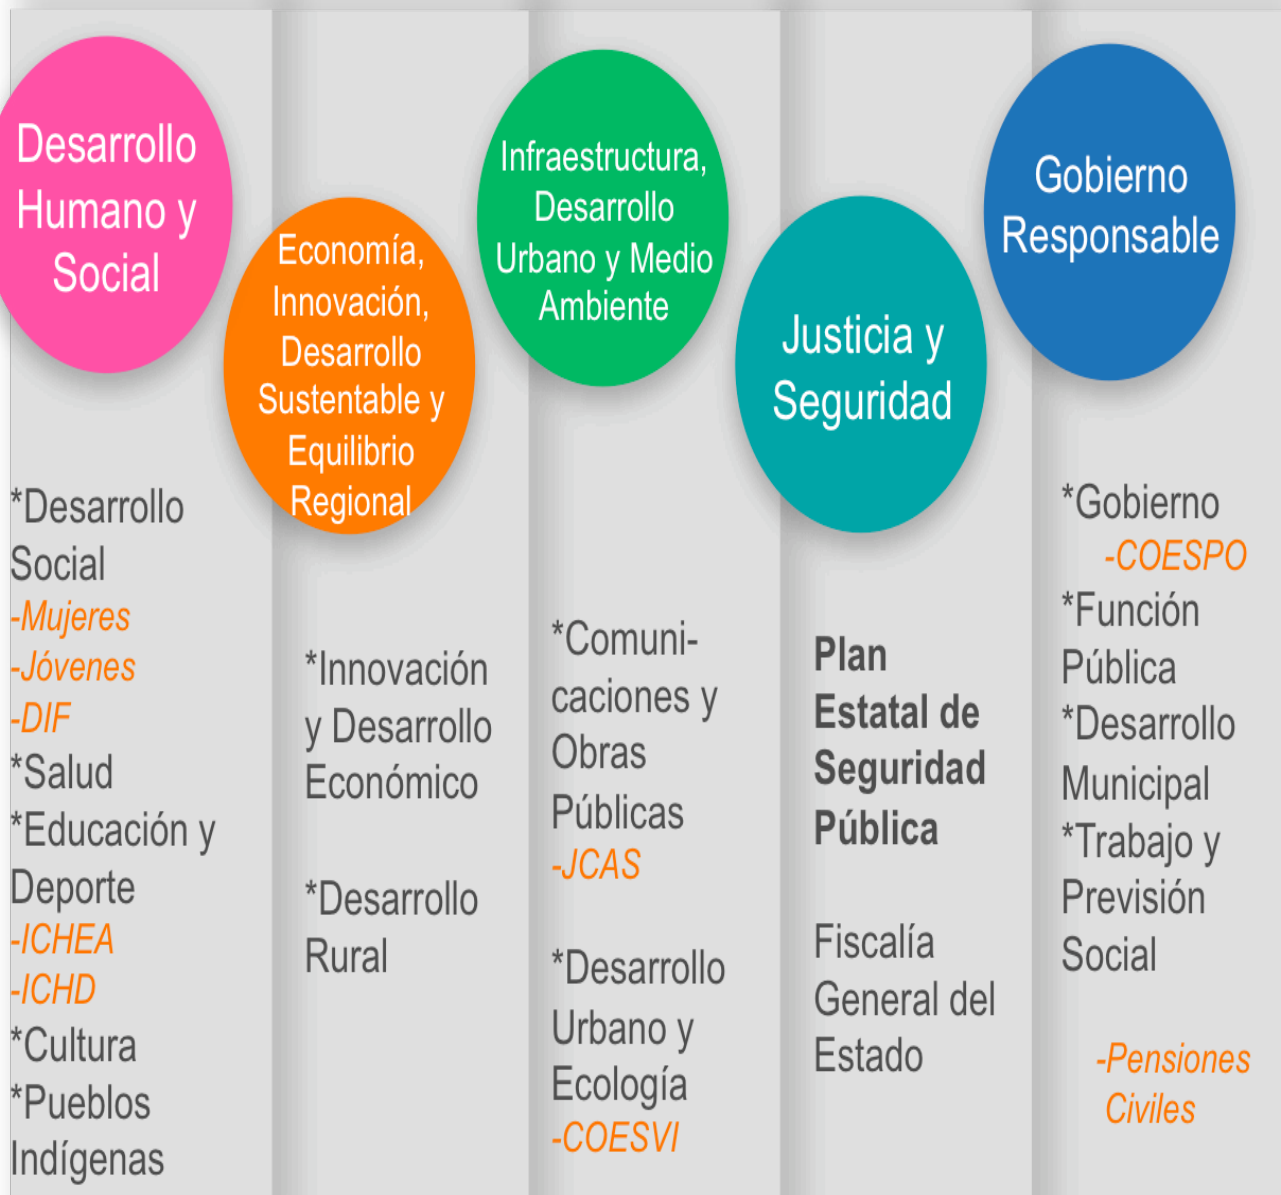 Desarrollo
Humano y
Social
*Desarrollo
Social
-Mujeres
-Jóvenes
-DIF
*Salud
*Educación y
Deporte
-ICHEA
-ICHD
*Cultura
*Pueblos
Indígenas
Economía,
Innovación,
Desarrollo
Sustentable y
Equilibrio
Regional
*Innovación
y Desarrollo
Económico
*Desarrollo
Rural
Infraestructura,
Desarrollo
Urbano y Medio
Ambiente
*Comuni-
caciones y
Obras
Públicas
-JCAS
*Desarrollo
Urbano y
Ecología
-COESVI
Justicia y
Seguridad
Plan
Estatal de
Seguridad
Pública
Fiscalía
General del
Estado
Gobierno
Responsable
*Gobierno
-COESPO
*Función
Pública
*Desarrollo
Municipal
*Trabajo y
Previsión
Social
-Pensiones
Civiles